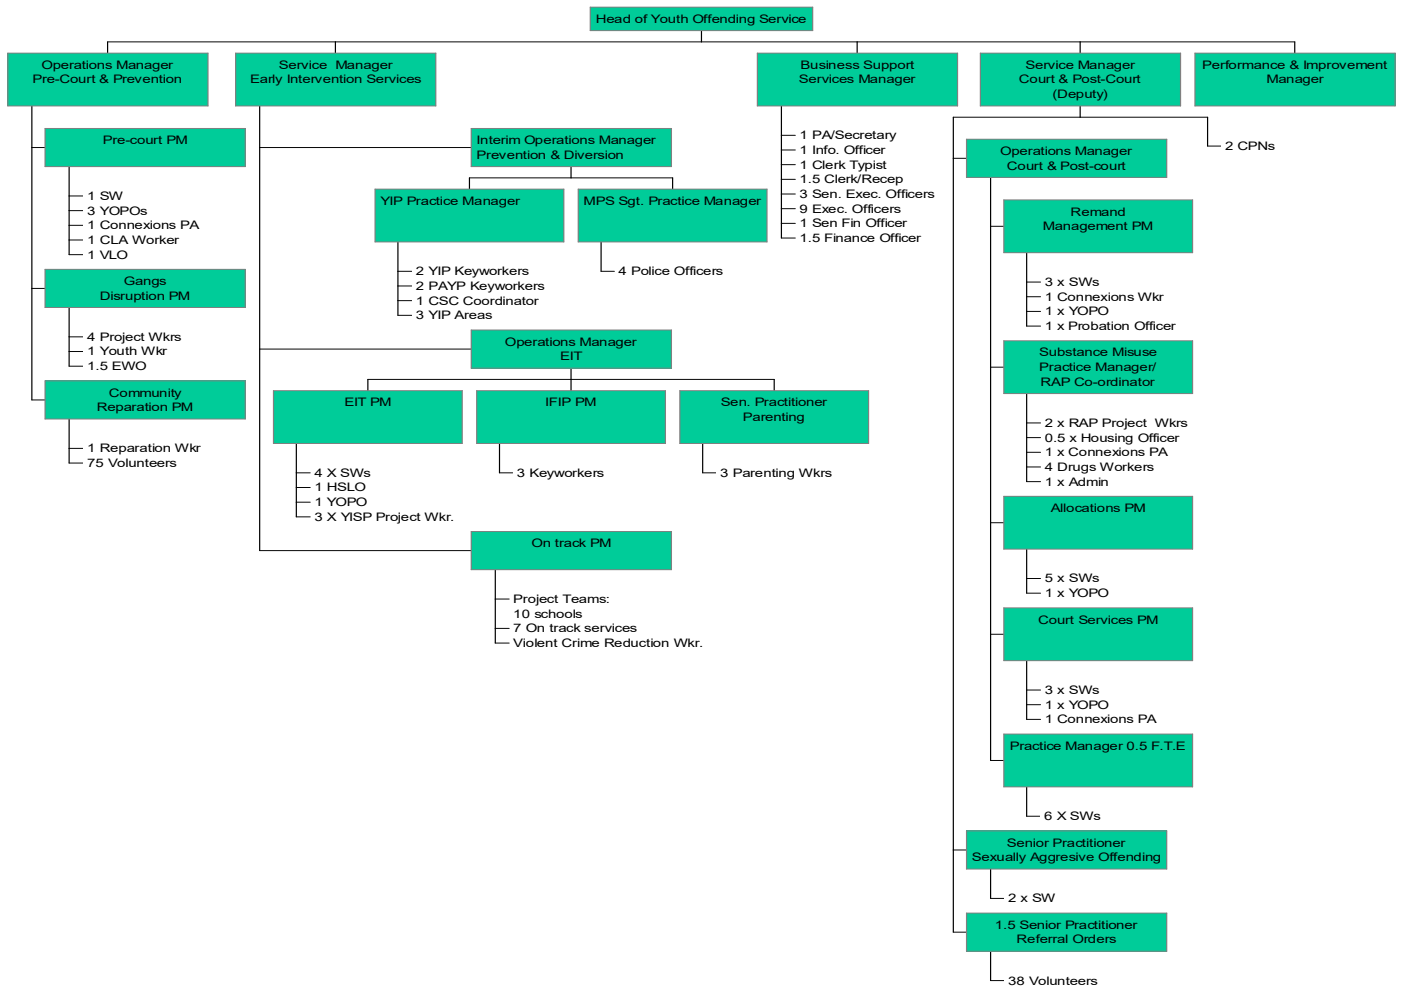 Head of Youth Offending Service
Operations Manager
Pre-Court & Prevention
Pre-court PM
1 SW
3 YOPOs
1 Connexions PA
1 CLA Worker
1 VLO
Gangs
Disruption PM
4 Project Wkrs
1 Youth Wkr
1.5 EWO
Community
Reparation PM
1 Reparation Wkr
75 Volunteers
Service Manager
Early Intervention Services
Interim Operations Manager
Prevention & Diversion
YIP Practice Manager
2 YIP Keyworkers
2 PAYP Keyworkers
1 CSC Coordinator
3 YIP Areas
MPS Sgt. Practice Manager
4 Police Officers
Operations Manager
EIT
EIT PM
4 X SWs
1 HSLO
1 YOPO
3 X YISP Project Wkr.
IFIP PM
3 Keyworkers
Sen. Practitioner
Parenting
3 Parenting Wkrs
On track PM
Project Teams:
10 schools
7 On track services
Violent Crime Reduction Wkr.
Business Support
Services Manager
1 PA/Secretary
1 Info. Officer
1 Clerk Typist
1.5 Clerk/Recep
3 Sen. Exec. Officers
9 Exec. Officers
1 Sen Fin Officer
1.5 Finance Officer
Service Manager
Court & Post-Court
(Deputy)
Operations Manager
Court & Post-court
Remand
Management PM
3 x SWs
1 Connexions Wkr
1 x YOPO
1 x Probation Officer
Substance Misuse
Practice Manager/
RAP Co-ordinator
2 x RAP Project Wkrs
0.5 x Housing Officer
1 x Connexions PA
4 Drugs Workers
1 x Admin
Allocations PM
5 x SWs
1 x YOPO
Court Services PM
3 x SWs
1 x YOPO
1 Connexions PA
Practice Manager 0.5 F.T.E
6 X SWs
Senior Practitioner
Sexually Aggresive Offending
2 x SW
1.5 Senior Practitioner
Referral Orders
38 Volunteers
2 CPNs
Performance & Improvement
Manager